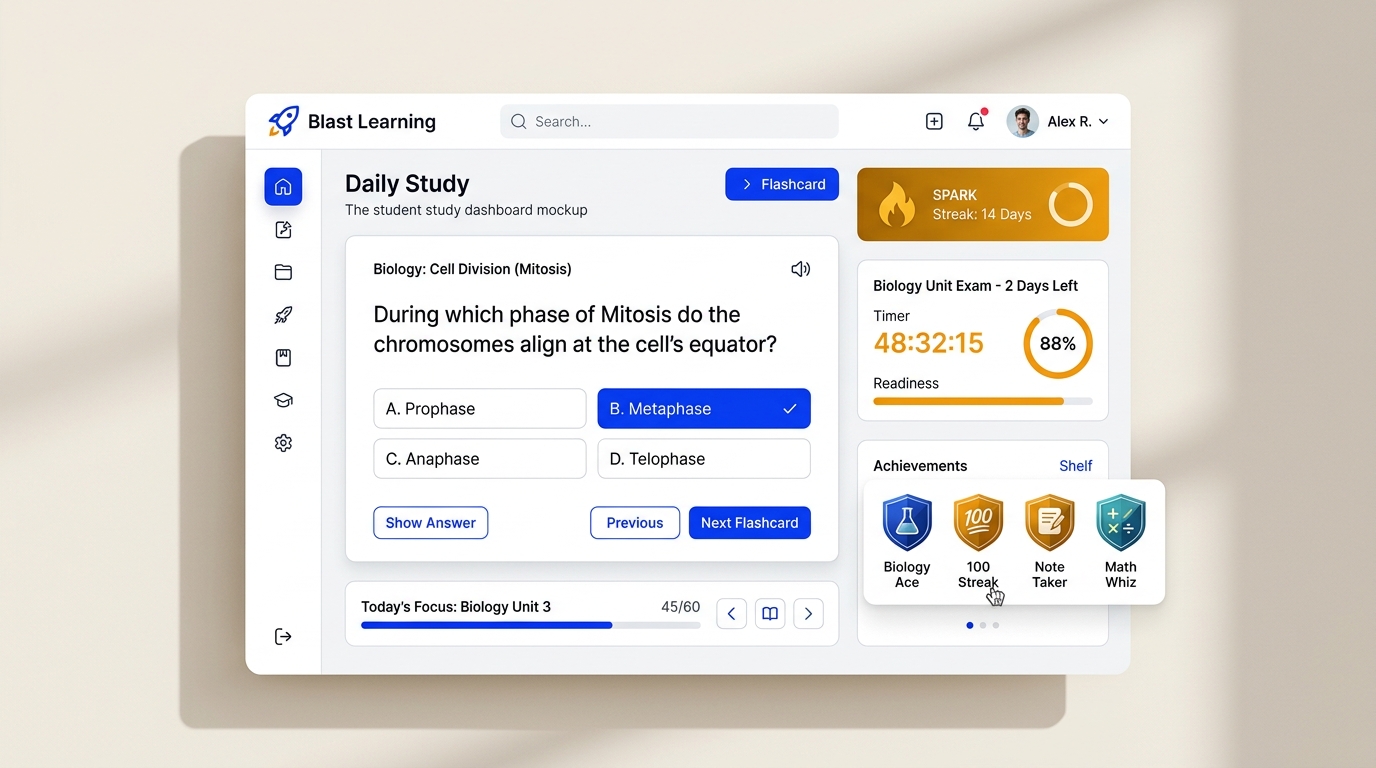 Blast Learning
Search...
Alex R.
Daily Study
The student study dashboard mockup
Flashcard
Biology: Cell Division (Mitosis)
During which phase of Mitosis do the
chromosomes align at the cell's equator?
A. Prophase
B. Metaphase
C. Anaphase
D. Telophase
Show Answer
Previous
Next Flashcard
Today's Focus: Biology Unit 3
45/60
SPARK
Streak: 14 Days
Biology Unit Exam - 2 Days Left
Timer
48:32:15
88%
Readiness
Achievements
Shelf
100
Biology
Ace
100
Streak
Note
Taker
Math
Whiz